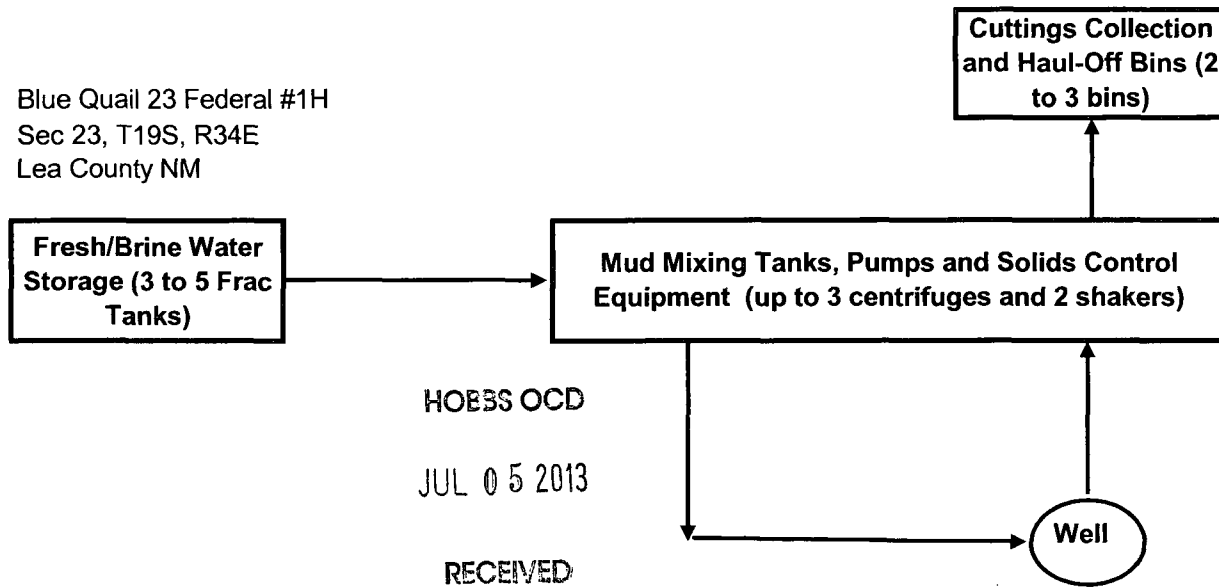 Cuttings Collection
and Haul-Off Bins (2
to 3 bins)
Blue Quail 23 Federal #1H
Sec 23, T19S, R34E
Lea County NM
Fresh/Brine Water
Storage (3 to 5 Frac
Tanks)
Mud Mixing Tanks, Pumps and Solids Control
Equipment (up to 3 centrifuges and 2 shakers)
HOBBS OCD
JUL 05 2013
RECEIVED
Well